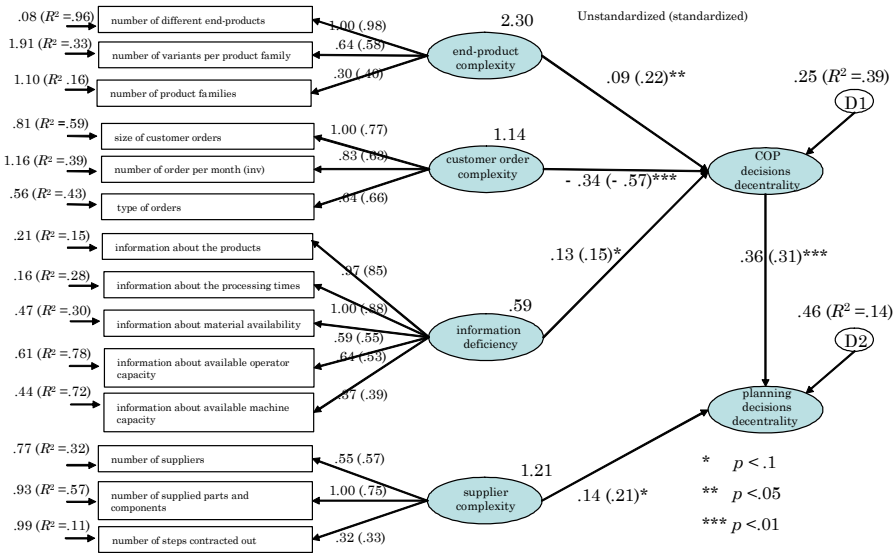 Unstandardized (standardized)
.08 (R² =.96)
number of different end-products
1.00 (.98)
2.30
1.91 (R² =.33)
number of variants per product family
.64 (.58)
end-product
complexity
1.10 (R² .16)
number of product families
.30 (.40)
.09 (.22)**
.25 (R² =.39)
D1
.81 (R² =.59)
size of customer orders
1.00 (.77)
1.14
1.16 (R² =.39)
number of order per month (inv)
.83 (.63)
customer order
complexity
- .34 (- .57)***
COP
decisions
decentrality
.56 (R² =.43)
type of orders
.64 (.66)
.21 (R² =.15)
information about the products
.97 (85)
.13 (.15)*
.36 (.31)***
.16 (R² =.28)
information about the processing times
1.00 (.88)
.59
.47 (R² =.30)
information about material availability
.59 (.55)
information
deficiency
.46 (R² =.14)
D2
.61 (R² =.78)
information about available operator
capacity
.64 (.53)
.44 (R² =.72)
information about available machine
capacity
.37 (.39)
planning
decisions
decentrality
.77 (R² =.32)
number of suppliers
.55 (.57)
1.21
.93 (R² =.57)
number of supplied parts and
components
1.00 (.75)
supplier
complexity
.14 (.21)*
.99 (R² =.11)
number of steps contracted out
.32 (.33)
* p <.1
** p <.05
*** p <.01